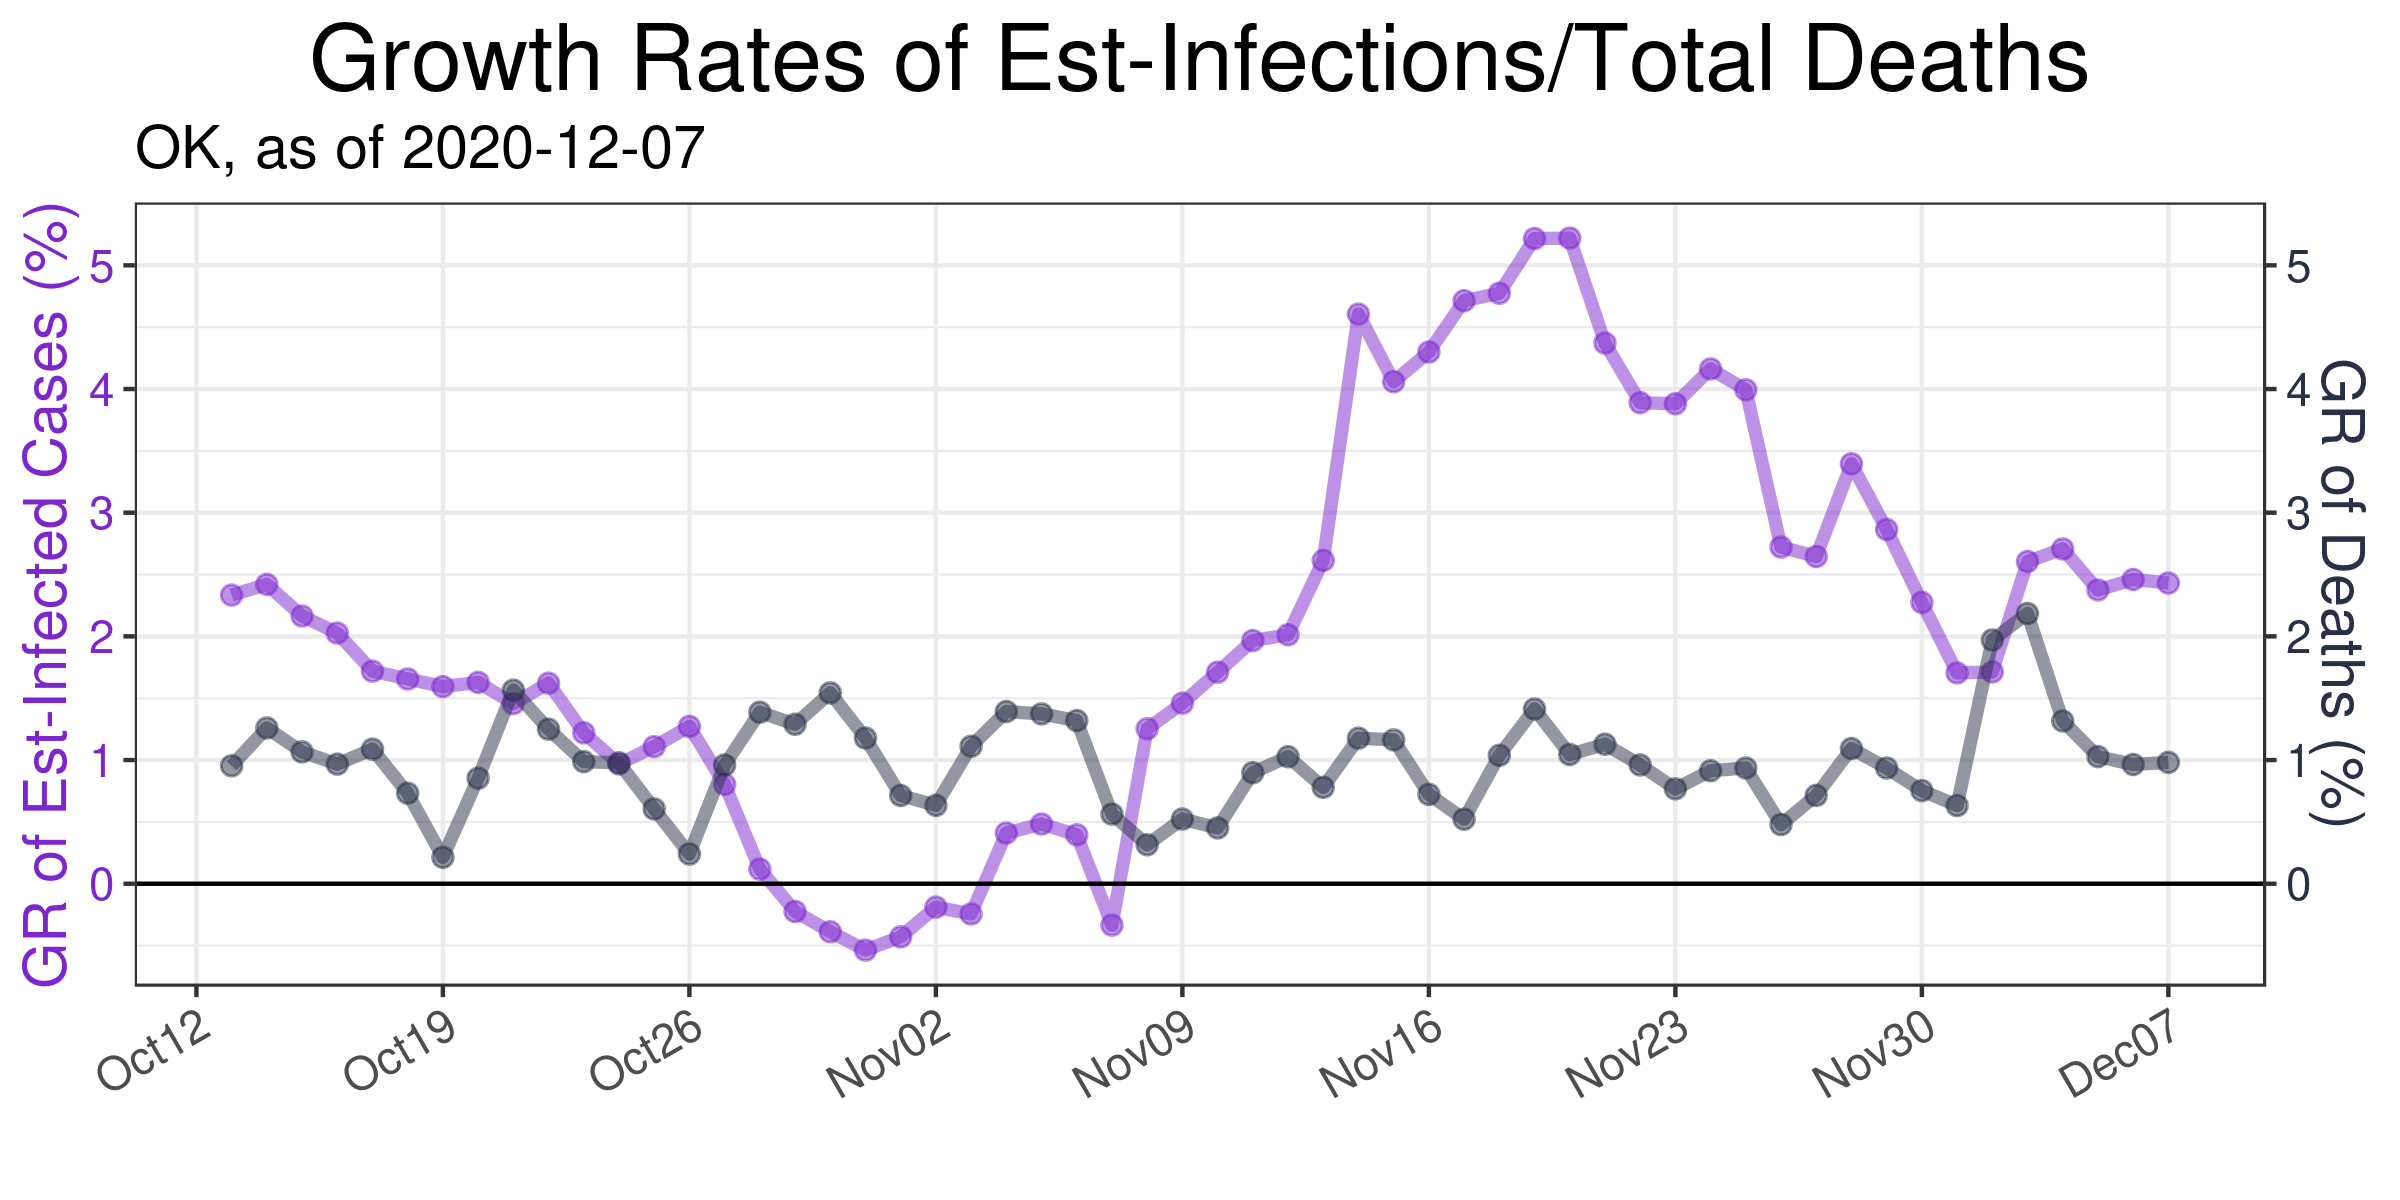 Growth Rates of Est-Infections/Total Deaths
OK, as of 2020-12-07
GR of Est-Infected Cases (%)
5
4
3
2
1
0
5
4
3
2
1
0
GR of Deaths (%)
Oct12
Oct19
Oct26
Nov02
Nov09
Nov16
Nov23
Nov30
Dec07